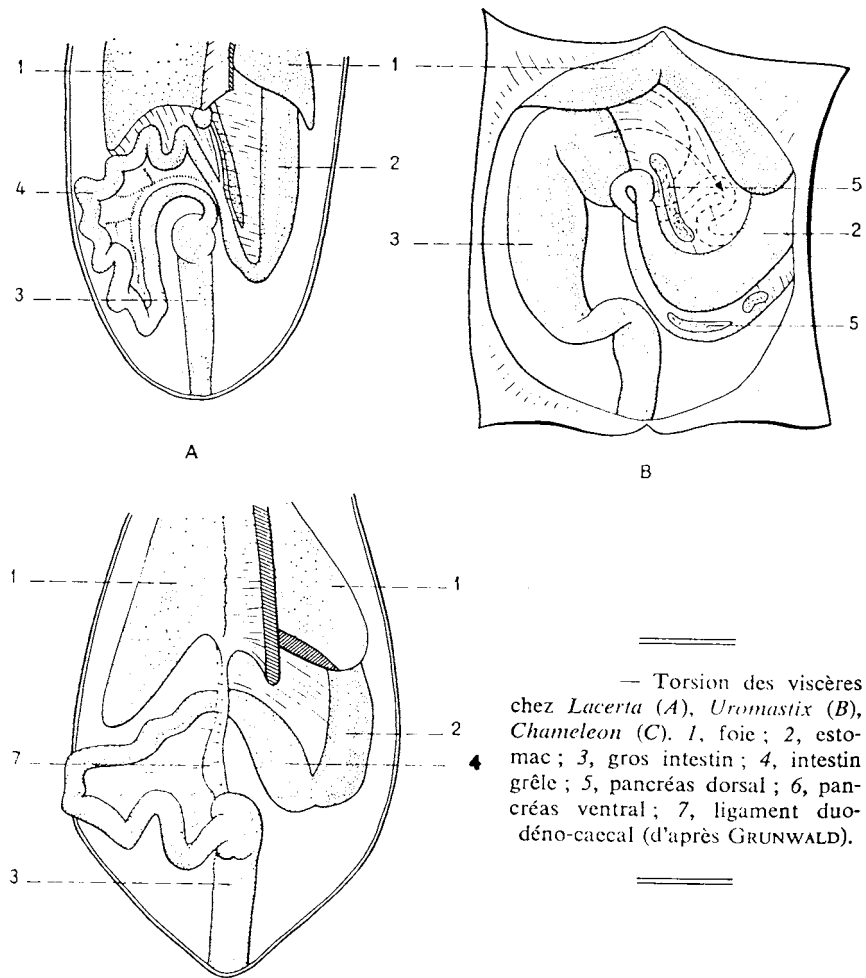 1
1
2
4
5
3
3
2
5
A
B
1
1
2
7
4
3
— Torsion des viscères
chez Lacerta (A), Uromastix (B),
Chameleon (C). 1, foie ; 2, esto-
mac ; 3, gros intestin ; 4, intestin
grêle ; 5, pancréas dorsal ; 6, pan-
créas ventral ; 7, ligament duo-
déno-caecal (d'après GRUNWALD).